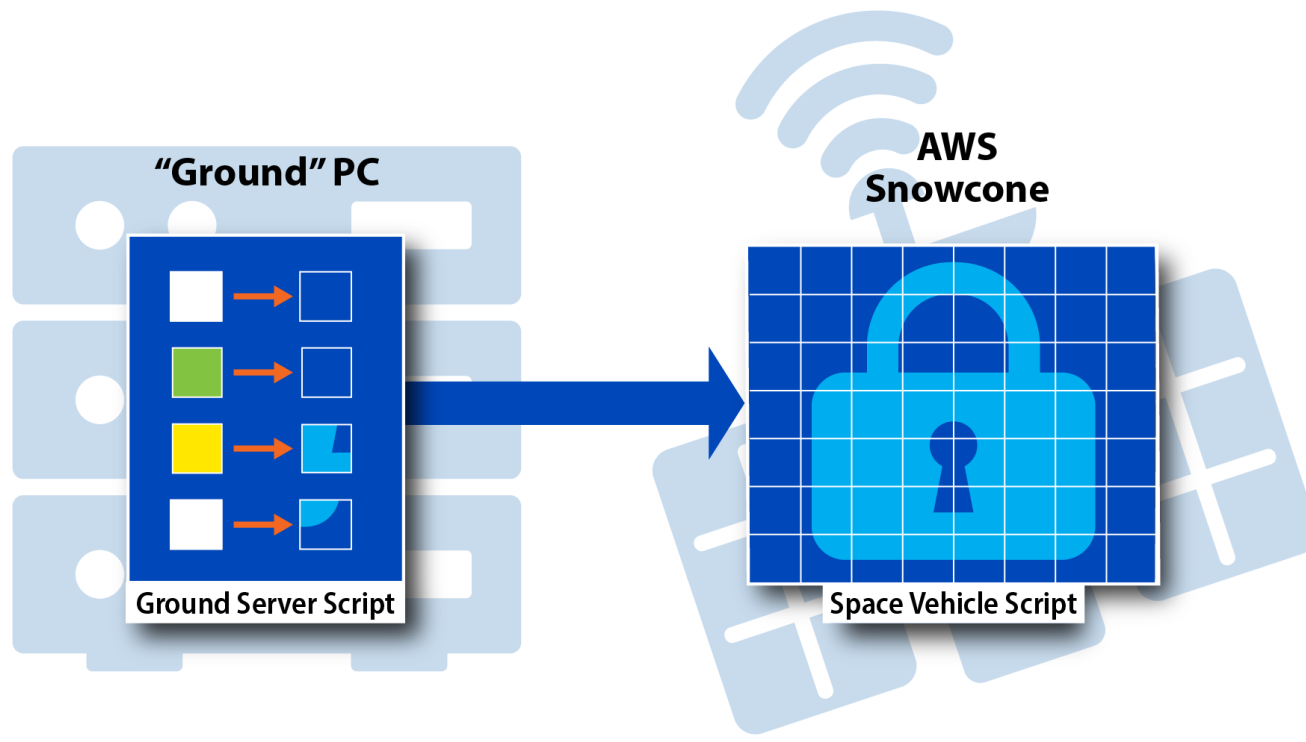 “Ground” PC
Ground Server Script
AWS
Snowcone
Space Vehicle Script